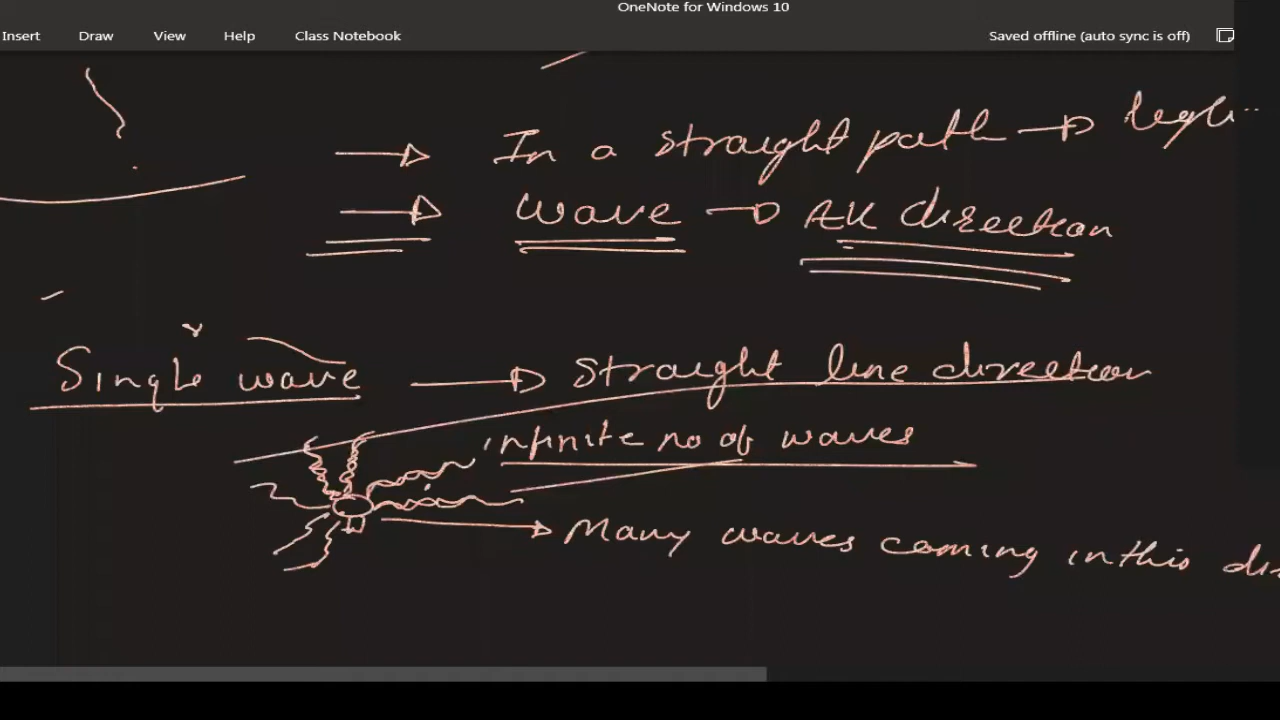 OneNote for Windows 10
Insert Draw View Help Class Notebook Saved offline (auto sync is off)
→ In a straight path →
→ wave → direction
Single wave → straight line direction
infinite no of waves
→ Many waves coming in this